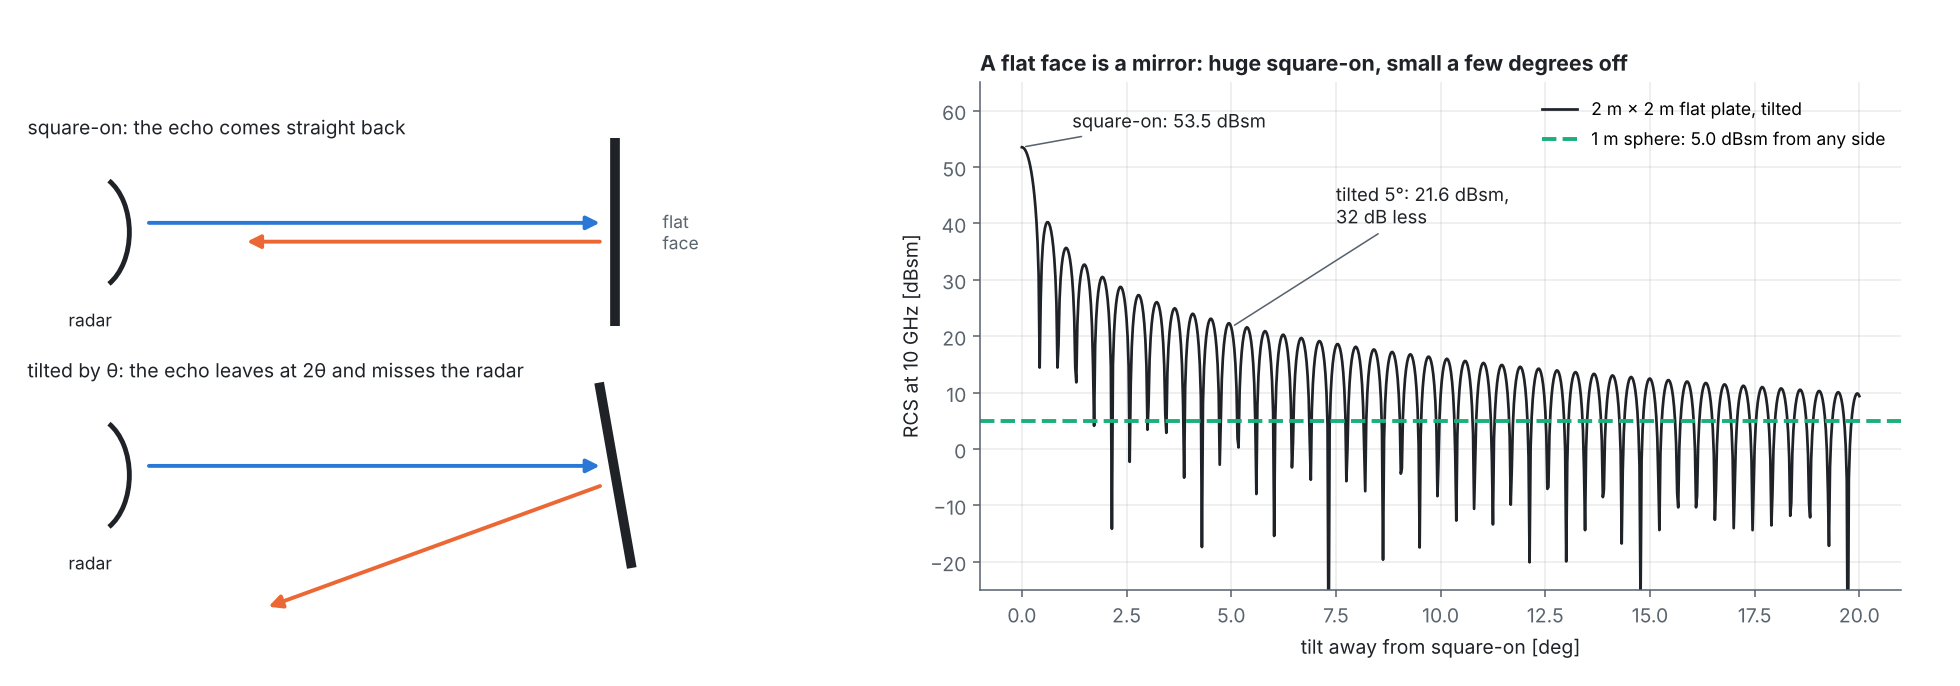 square-on: the echo comes straight back
flat
face
radar
tilted by θ: the echo leaves at 2θ and misses the radar
radar
A flat face is a mirror: huge square-on, small a few degrees off
2 m × 2 m flat plate, tilted
1 m sphere: 5.0 dBsm from any side
square-on: 53.5 dBsm
tilted 5°: 21.6 dBsm,
32 dB less
RCS at 10 GHz [dBsm]
60
50
40
30
20
10
0
−10
−20
0.0 2.5 5.0 7.5 10.0 12.5 15.0 17.5 20.0
tilt away from square-on [deg]